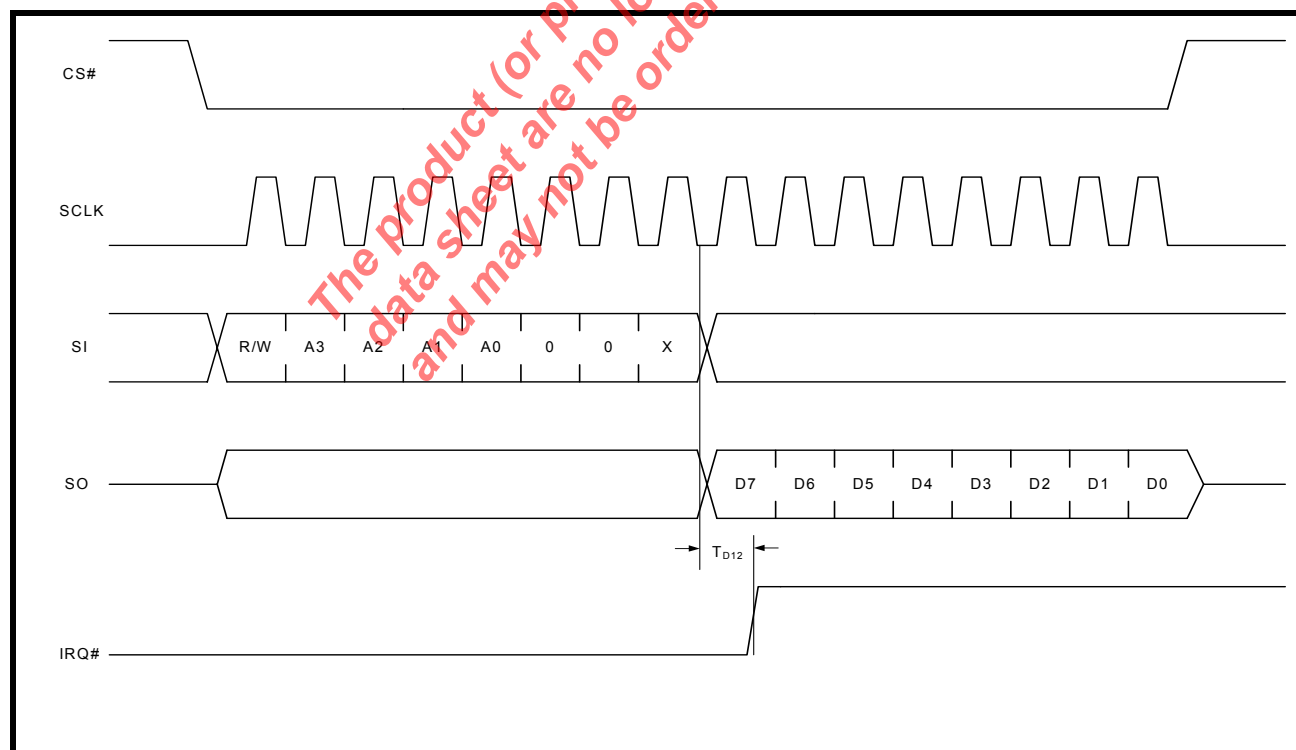 The product (or
data sheet are no
and may not be
CS#
SCLK
SI
R/W A3 A2 A1 A0 0 0 X
SO
D7 D6 D5 D4 D3 D2 D1 D0
TD12
IRQ#